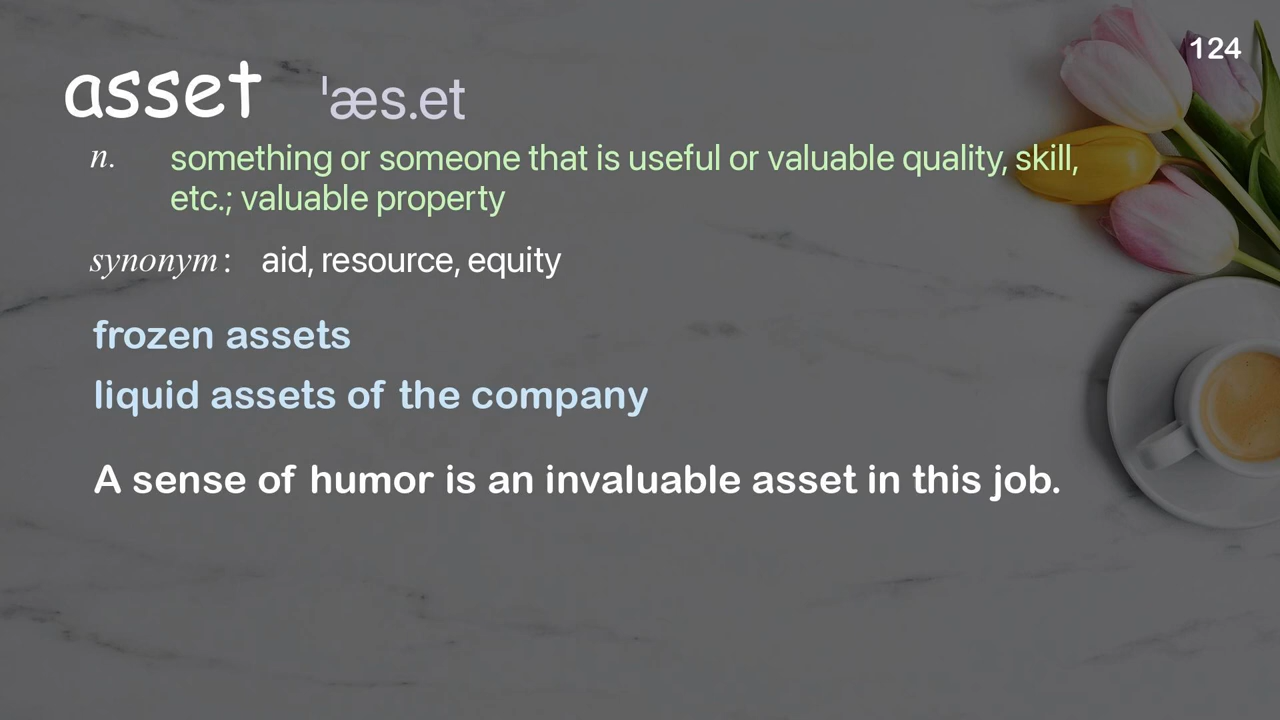 124
asset ˈæs.et
n. something or someone that is useful or valuable quality, skill,
etc.; valuable property
synonym: aid, resource, equity
frozen assets
liquid assets of the company
A sense of humor is an invaluable asset in this job.